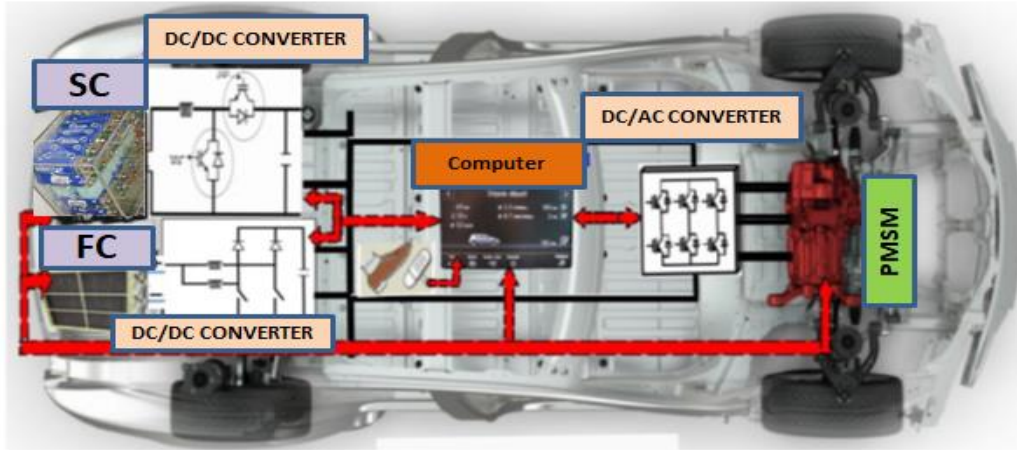 DC/DC CONVERTER
SC
DC/AC CONVERTER
Computer
FC
PMSM
DC/DC CONVERTER